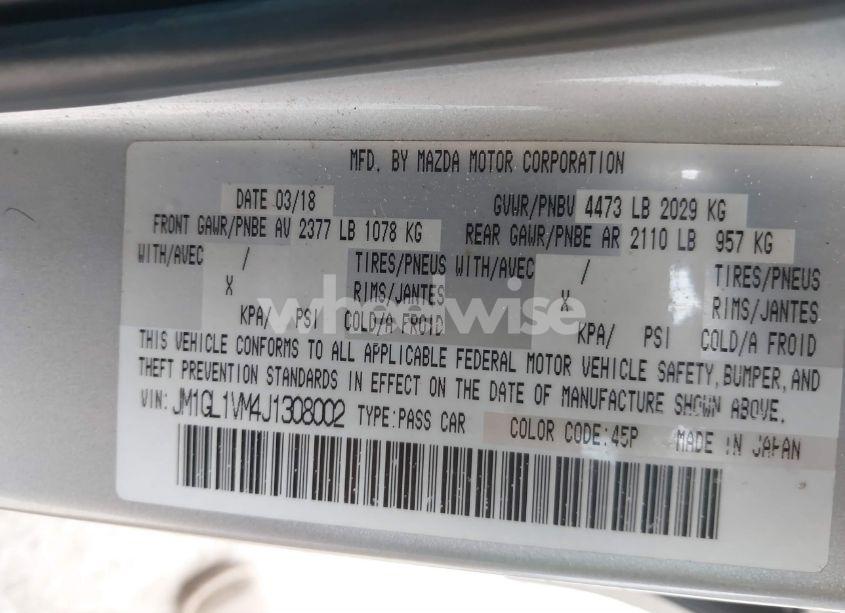 MFD. BY MAZDA MOTOR CORPORATION
DATE 03/18 GVWR/PNBV 4473 LB 2029 KG
FRONT GAWR/PNBE AV 2377 LB 1078 KG REAR GAWR/PNBE AR 2110 LB 957 KG
WITH/AVEC / TIRES/PNEUS WITH/AVEC / TIRES/PNEUS
X RIMS/JANTES X RIMS/JANTES
wheelwise
KPA/ PSI COLD/A FROID KPA/ PSI COLD/A FROID
THIS VEHICLE CONFORMS TO ALL APPLICABLE FEDERAL MOTOR VEHICLE SAFETY, BUMPER, AND
THEFT PREVENTION STANDARDS IN EFFECT ON THE DATE OF MANUFACTURE SHOWN ABOVE.
VIN: JM1GL1VM4J1308002 TYPE:PASS CAR COLOR CODE:45P MADE IN JAPAN